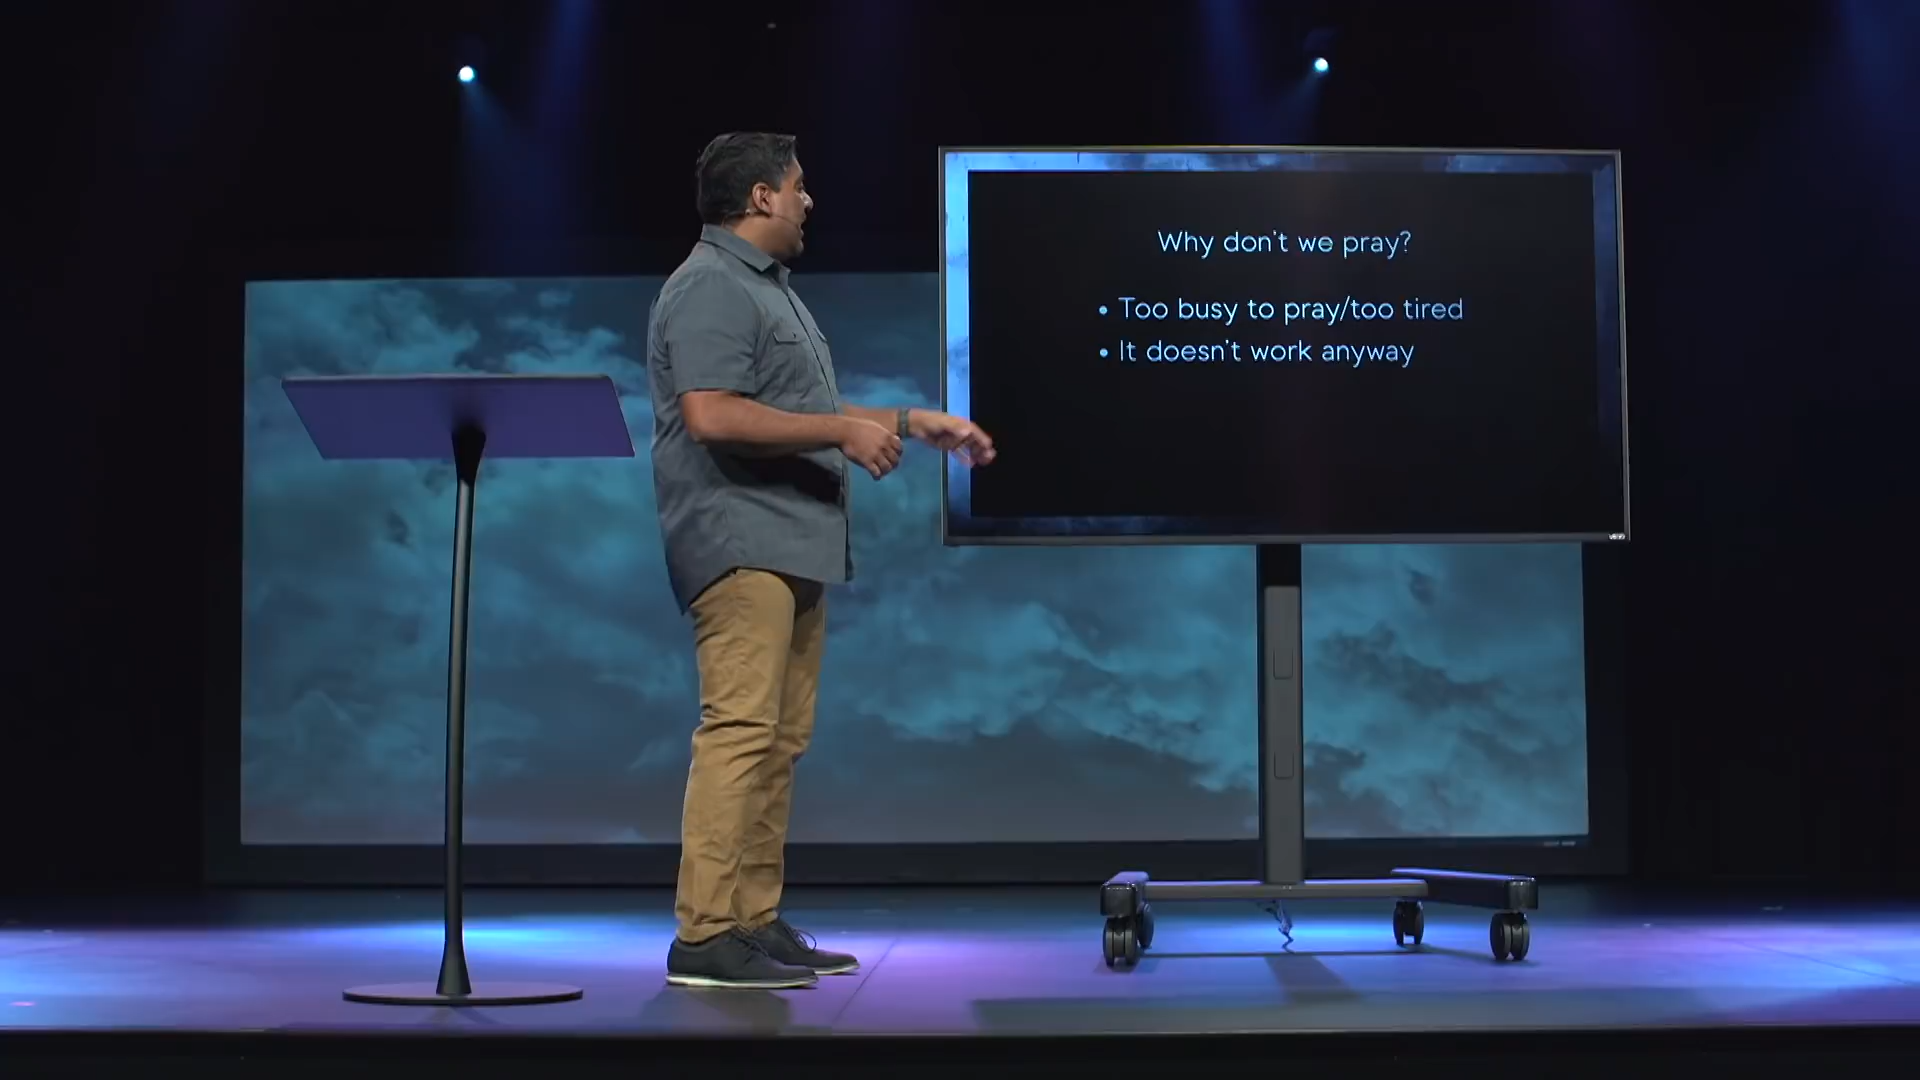 Why don't we pray?
• Too busy to pray/too tired
• It doesn't work anyway